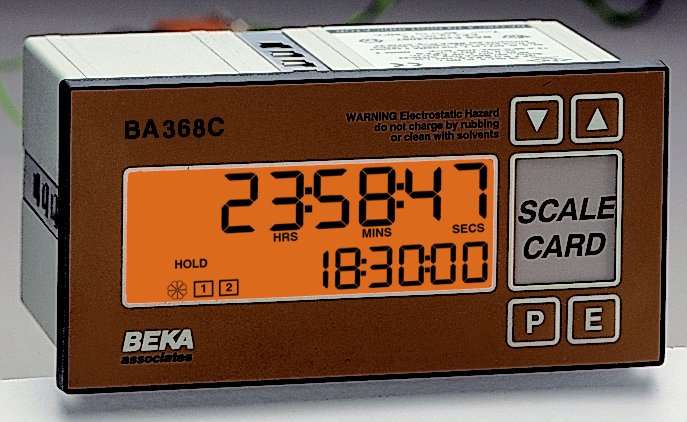 BA368C
WARNING Electrostatic Hazard
do not charge by rubbing
or clean with solvents
23:58:47
HRS MINS SECS
HOLD
18:30:00
1 2
SCALE
CARD
P E
BEKA
associates